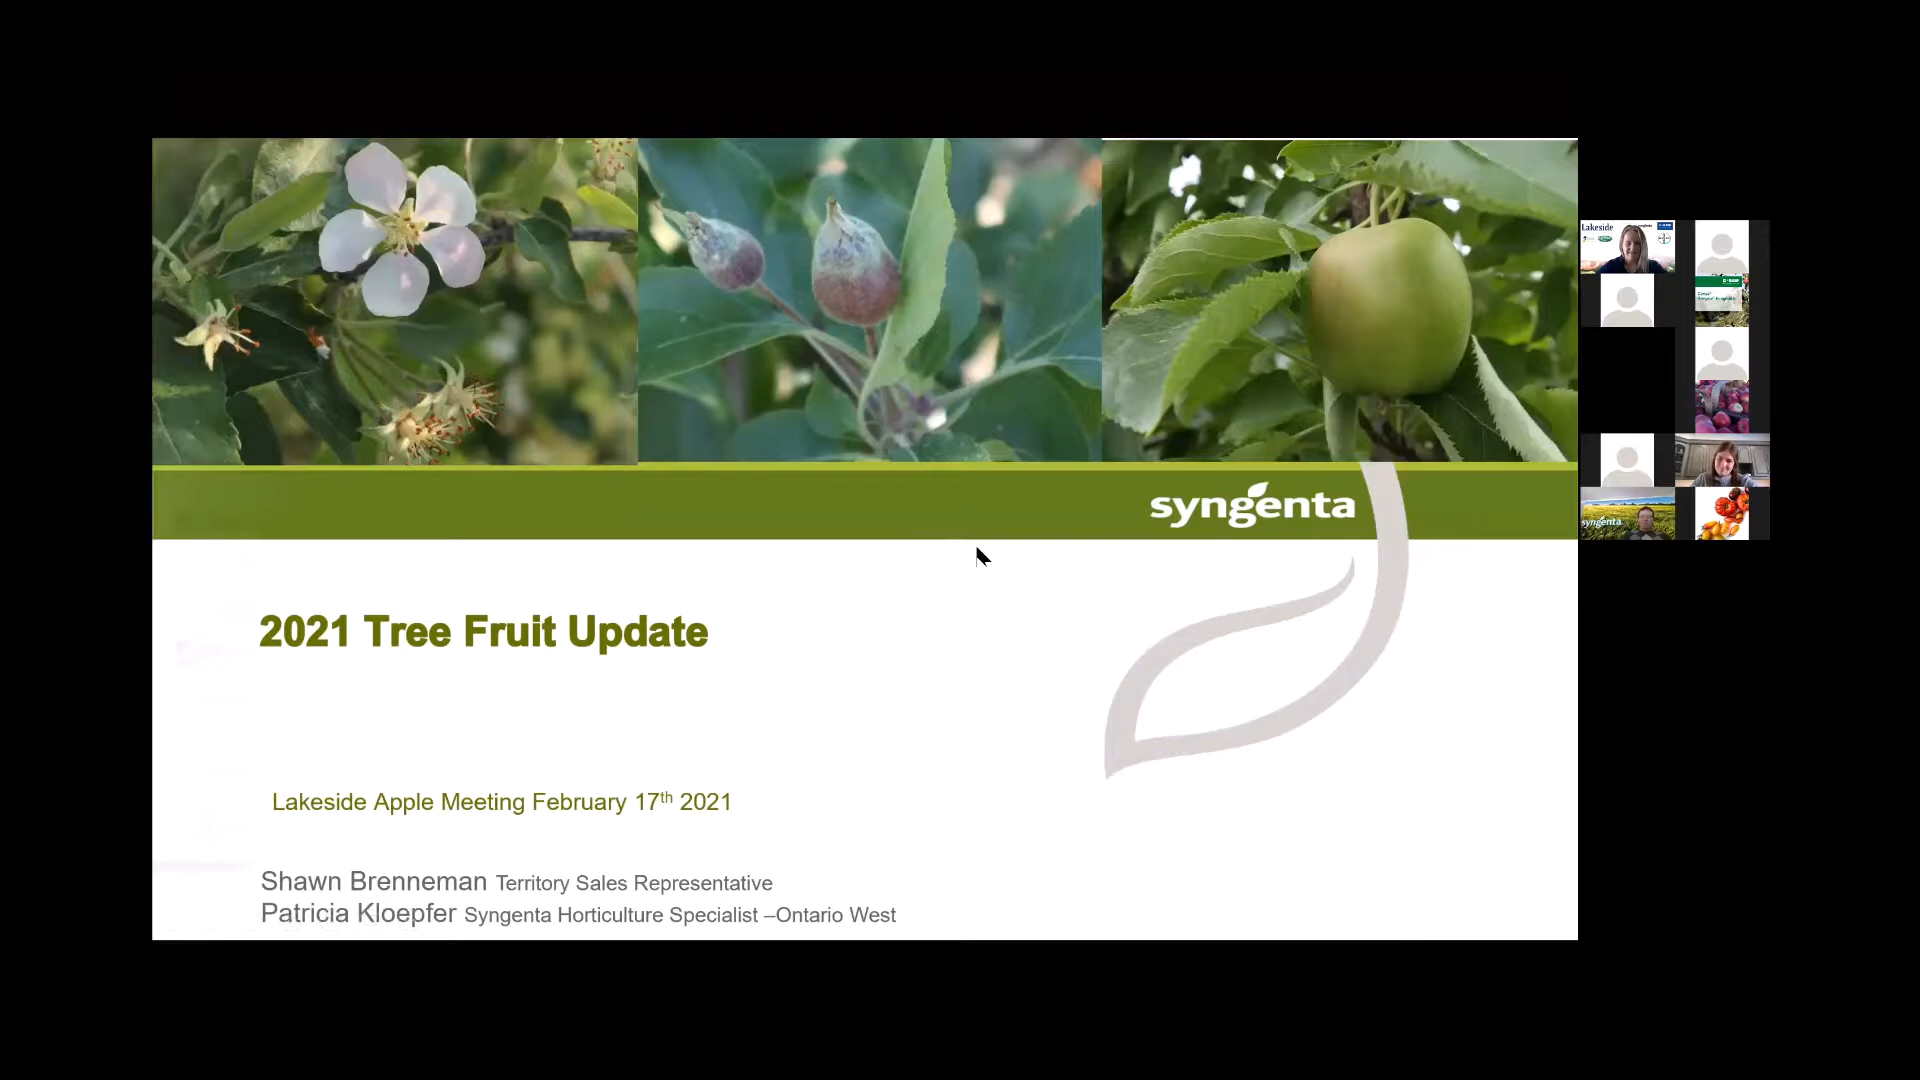 syngenta
2021 Tree Fruit Update
Lakeside Apple Meeting February 17th 2021
Shawn Brenneman Territory Sales Representative
Patricia Kloepfer Syngenta Horticulture Specialist –Ontario West
Lakeside
syngenta